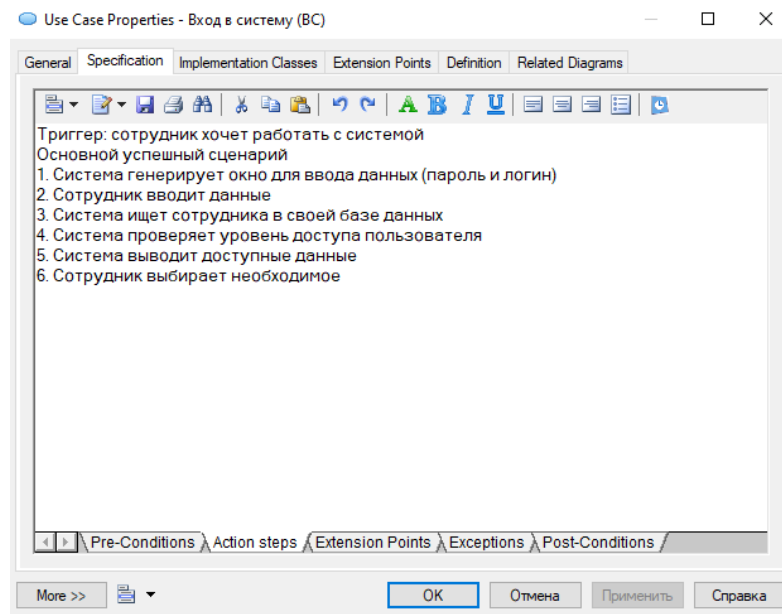 Use Case Properties - Вход в систему (ВС)
General Specification Implementation Classes Extension Points Definition Related Diagrams
Триггер: сотрудник хочет работать с системой
Основной успешный сценарий
1. Система генерирует окно для ввода данных (пароль и логин)
2. Сотрудник вводит данные
3. Система ищет сотрудника в своей базе данных
4. Система проверяет уровень доступа пользователя
5. Система выводит доступные данные
6. Сотрудник выбирает необходимое
Pre-Conditions Action steps Extension Points Exceptions Post-Conditions
More >> OK Отмена Применить Справка